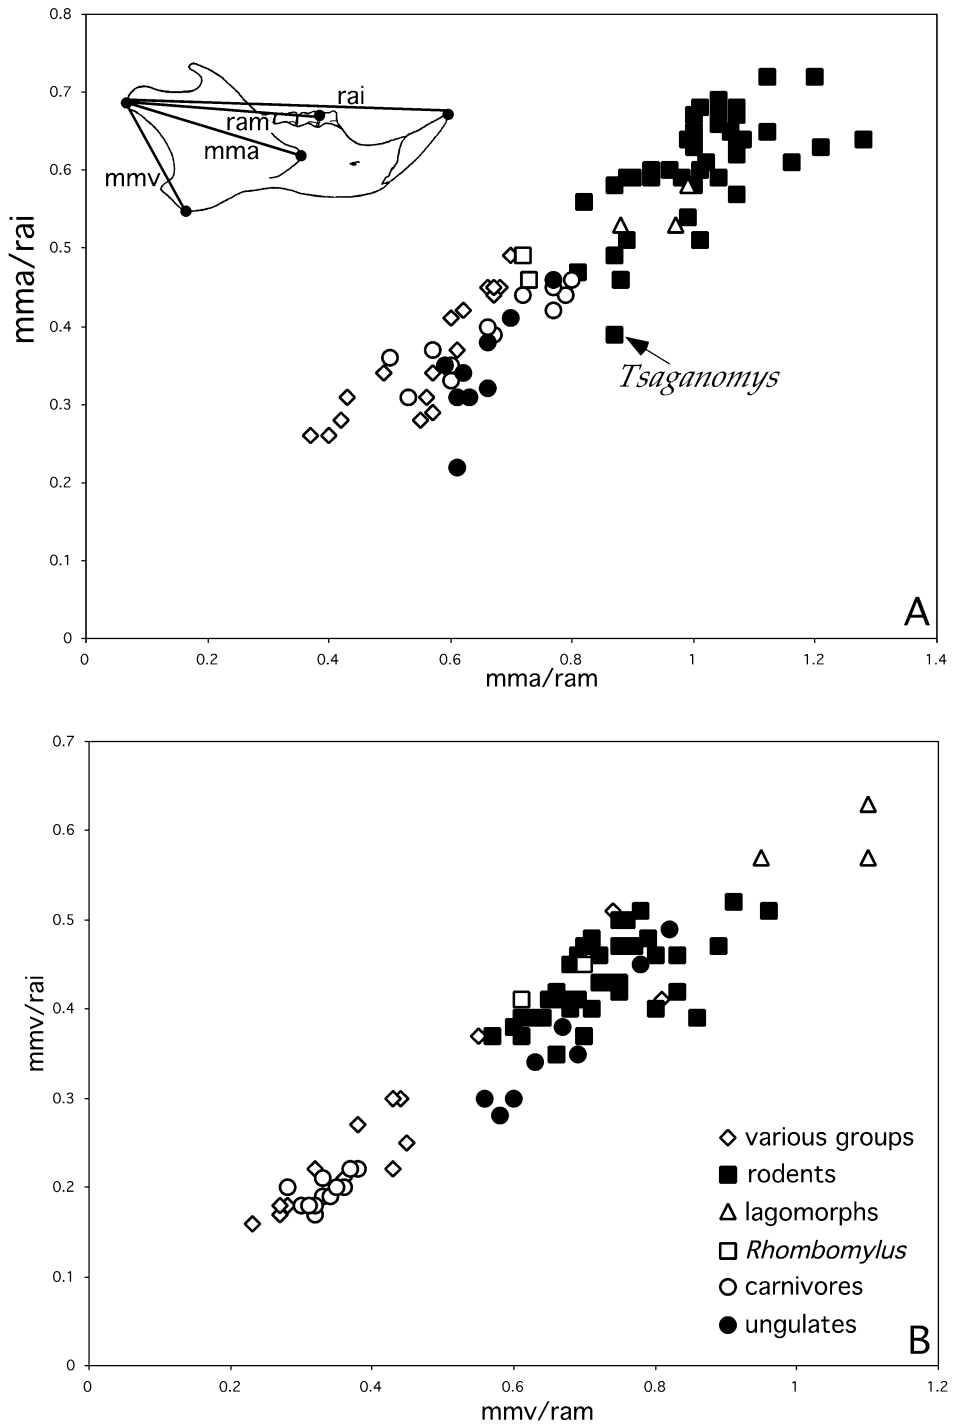 0.8
0.7
0.6
0.5
0.4
0.3
0.2
0.1
0
mma/rai
rai
ram
mma
mmv
Tsaganomys
A
0 0.2 0.4 0.6 0.8 1 1.2 1.4
mma/ram
0.7
0.6
0.5
0.4
0.3
0.2
0.1
0
mmv/rai
various groups
rodents
lagomorphs
Rhombomylus
carnivores
ungulates
B
0 0.2 0.4 0.6 0.8 1 1.2
mmv/ram